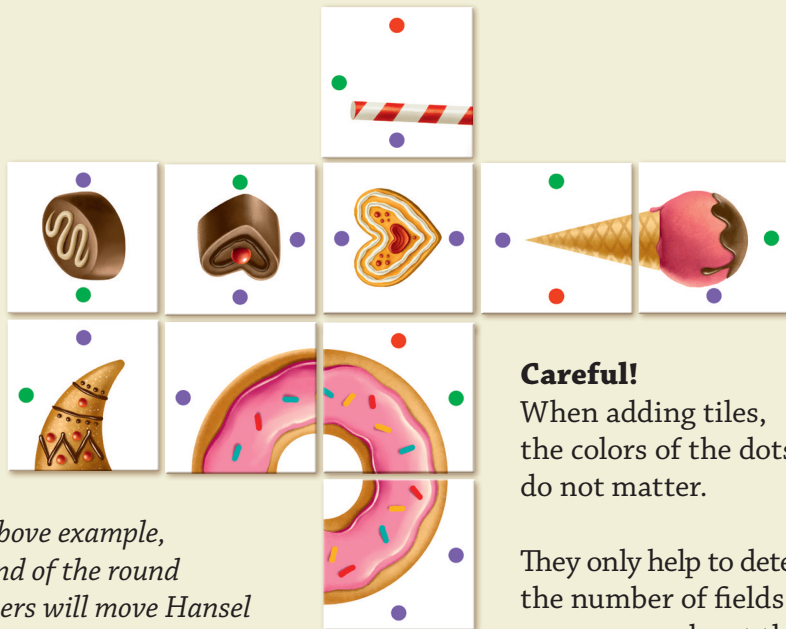 Careful!
When adding tiles,
the colors of the dots
do not matter.
They only help to
the number of fields
bove example,
nd of the round
ers will move Hansel